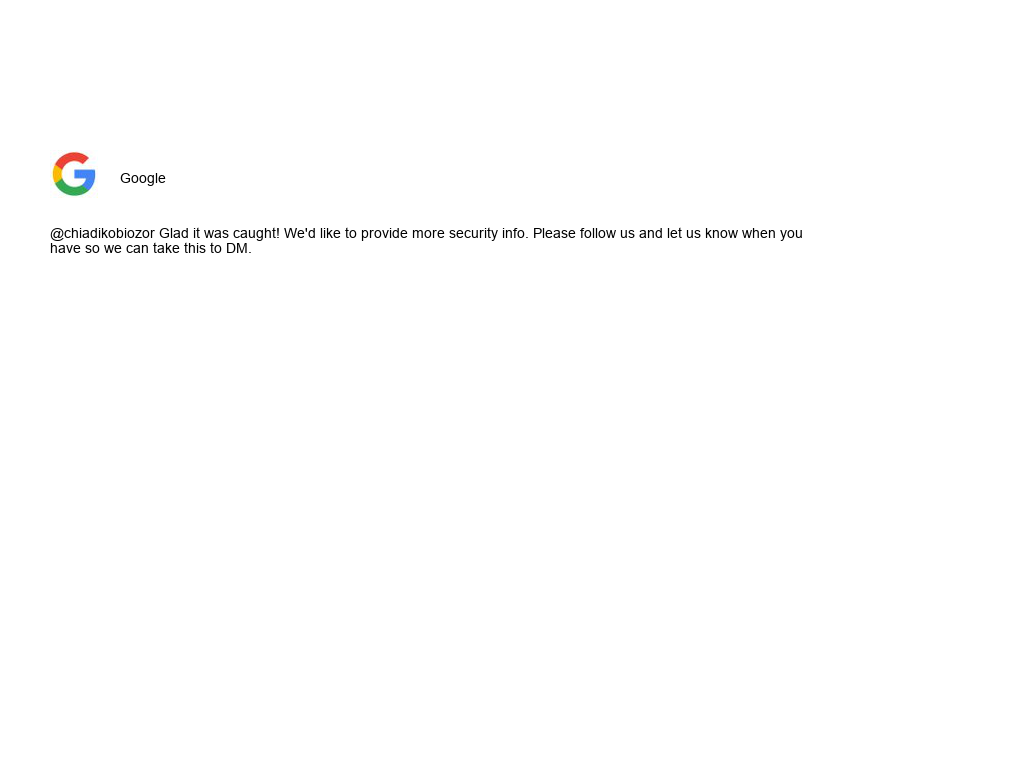 Google
@chiadikobiozor Glad it was caught! We'd like to provide more security info. Please follow us and let us know when you
have so we can take this to DM.